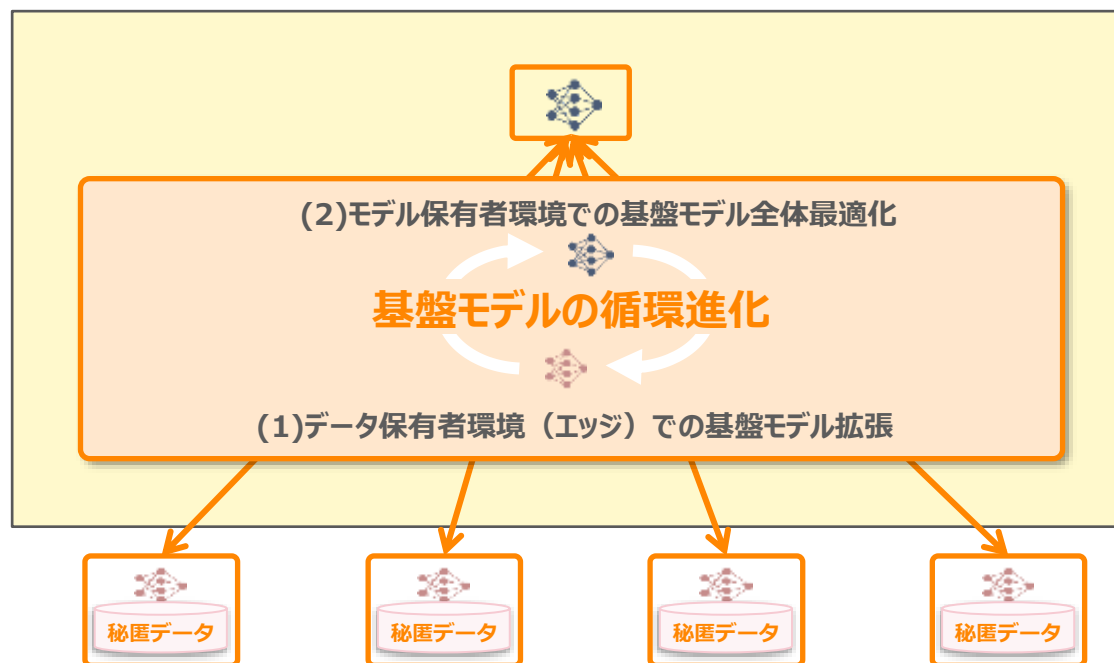 (2)モデル保有者環境での基盤モデル全体最適化
基盤モデルの循環進化
(1)データ保有者環境（エッジ）での基盤モデル拡張
秘匿データ
秘匿データ
秘匿データ
秘匿データ